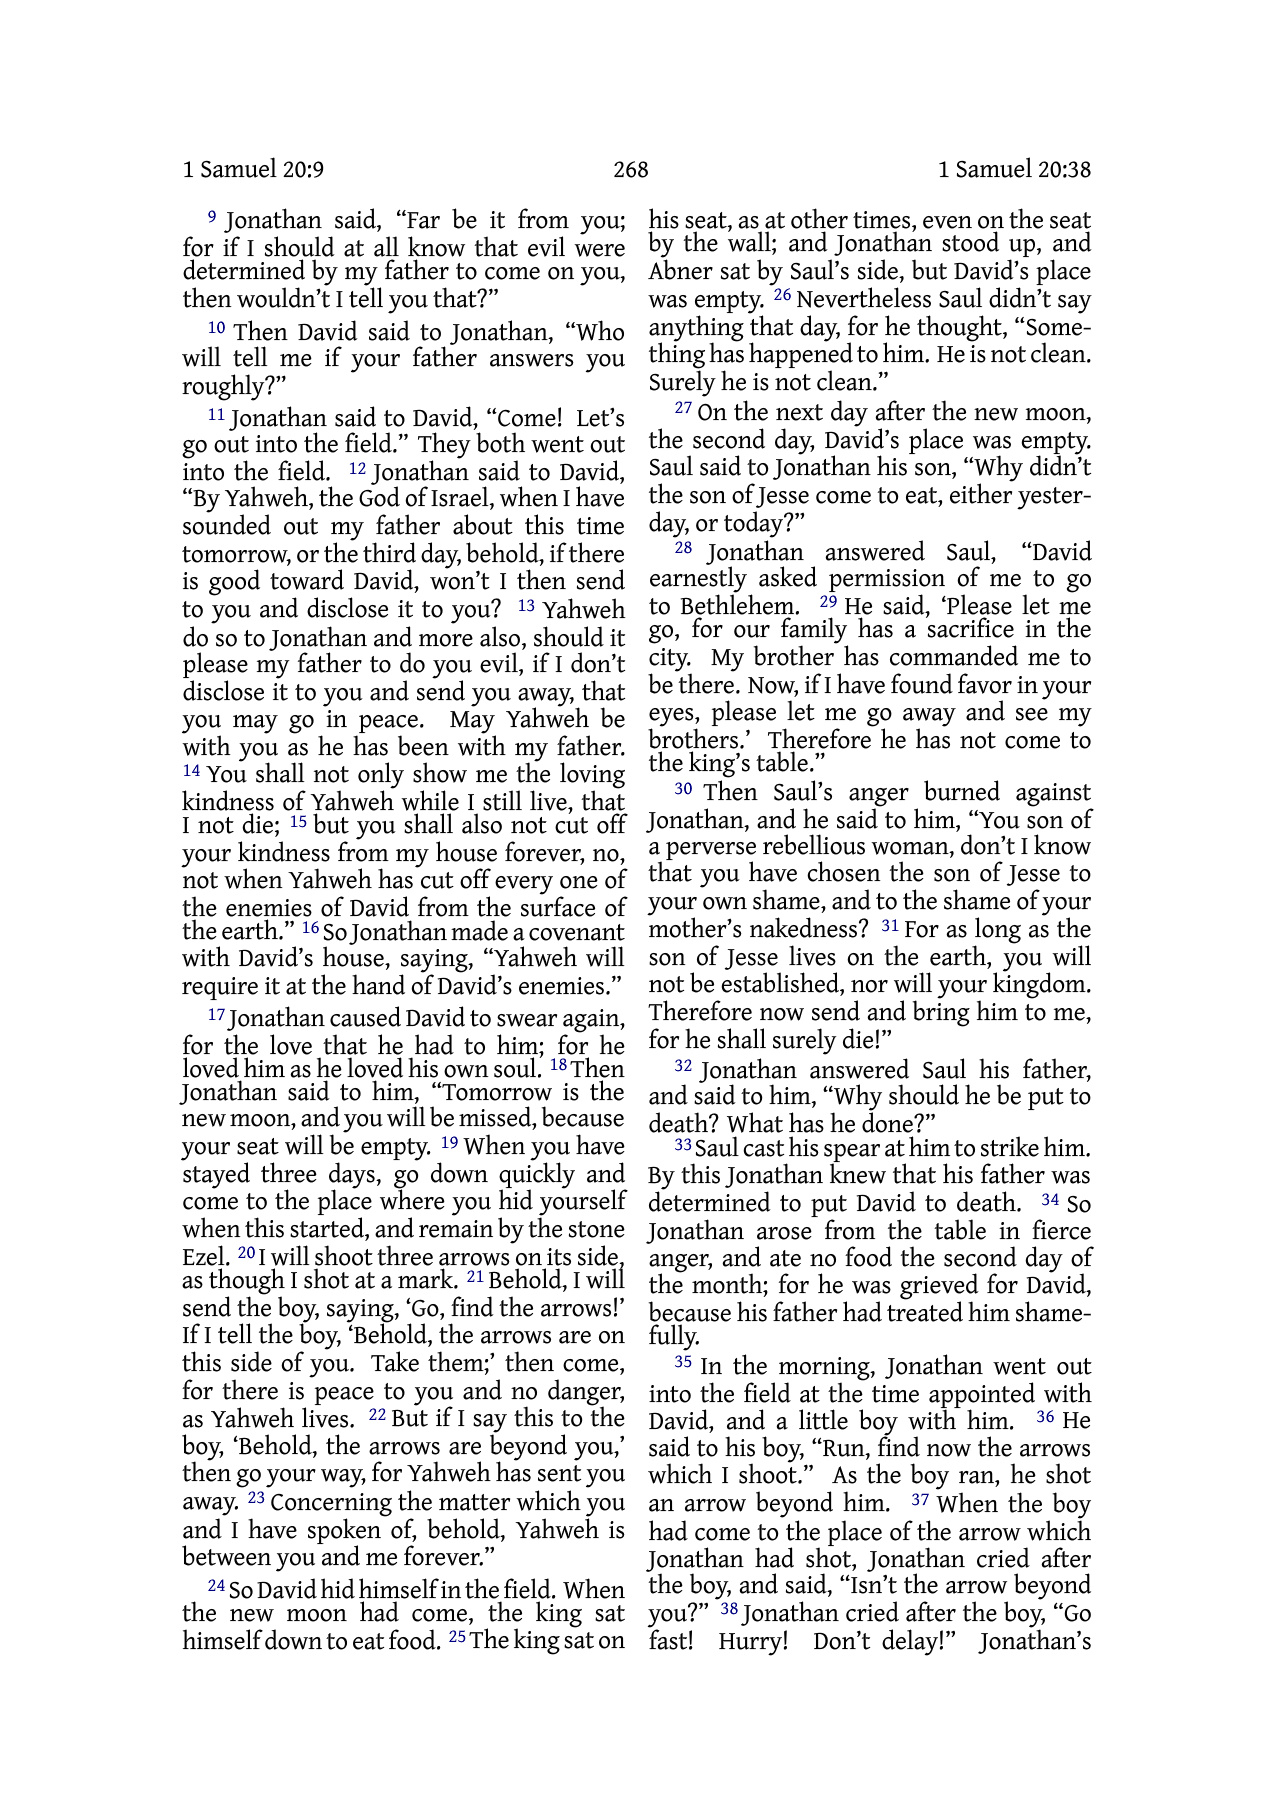 1 Samuel 20:9 268 1 Samuel 20:38
9 Jonathan said, “Far be it from you;
for if I should at all know that evil were
determined by my father to come on you,
then wouldn’t I tell you that?”
10 Then David said to Jonathan, “Who
will tell me if your father answers you
roughly?”
11 Jonathan said to David, “Come! Let’s
go out into the field.” They both went out
into the field. 12 Jonathan said to David,
“By Yahweh, the God of Israel, when I have
sounded out my father about this time
tomorrow, or the third day, behold, if there
is good toward David, won’t I then send
to you and disclose it to you? 13 Yahweh
do so to Jonathan and more also, should it
please my father to do you evil, if I don’t
disclose it to you and send you away, that
you may go in peace. May Yahweh be
with you as he has been with my father.
14 You shall not only show me the loving
kindness of Yahweh while I still live, that
I not die; 15 but you shall also not cut off
your kindness from my house forever, no,
not when Yahweh has cut off every one of
the enemies of David from the surface of
the earth.” 16 So Jonathan made a covenant
with David’s house, saying, “Yahweh will
require it at the hand of David’s enemies.”
17 Jonathan caused David to swear again,
for the love that he had to him; for he
loved him as he loved his own soul. 18 Then
Jonathan said to him, “Tomorrow is the
new moon, and you will be missed, because
your seat will be empty. 19 When you have
stayed three days, go down quickly and
come to the place where you hid yourself
when this started, and remain by the stone
Ezel. 20 I will shoot three arrows on its side,
as though I shot at a mark. 21 Behold, I will
send the boy, saying, ‘Go, find the arrows!’
If I tell the boy, ‘Behold, the arrows are on
this side of you. Take them;’ then come,
for there is peace to you and no danger,
as Yahweh lives. 22 But if I say this to the
boy, ‘Behold, the arrows are beyond you,’
then go your way, for Yahweh has sent you
away. 23 Concerning the matter which you
and I have spoken of, behold, Yahweh is
between you and me forever.”
24 So David hid himself in the field. When
the new moon had come, the king sat
himself down to eat food. 25 The king sat on
his seat, as at other times, even on the seat
by the wall; and Jonathan stood up, and
Abner sat by Saul’s side, but David’s place
was empty. 26 Nevertheless Saul didn’t say
anything that day, for he thought, “Some-
thing has happened to him. He is not clean.
Surely he is not clean.”
27 On the next day after the new moon,
the second day, David’s place was empty.
Saul said to Jonathan his son, “Why didn’t
the son of Jesse come to eat, either yester-
day, or today?”
28 Jonathan answered Saul, “David
earnestly asked permission of me to go
to Bethlehem. 29 He said, ‘Please let me
go, for our family has a sacrifice in the
city. My brother has commanded me to
be there. Now, if I have found favor in your
eyes, please let me go away and see my
brothers.’ Therefore he has not come to
the king’s table.”
30 Then Saul’s anger burned against
Jonathan, and he said to him, “You son of
a perverse rebellious woman, don’t I know
that you have chosen the son of Jesse to
your own shame, and to the shame of your
mother’s nakedness? 31 For as long as the
son of Jesse lives on the earth, you will
not be established, nor will your kingdom.
Therefore now send and bring him to me,
for he shall surely die!”
32 Jonathan answered Saul his father,
and said to him, “Why should he be put to
death? What has he done?”
33 Saul cast his spear at him to strike him.
By this Jonathan knew that his father was
determined to put David to death. 34 So
Jonathan arose from the table in fierce
anger, and ate no food the second day of
the month; for he was grieved for David,
because his father had treated him shame-
fully.
35 In the morning, Jonathan went out
into the field at the time appointed with
David, and a little boy with him. 36 He
said to his boy, “Run, find now the arrows
which I shoot.” As the boy ran, he shot
an arrow beyond him. 37 When the boy
had come to the place of the arrow which
Jonathan had shot, Jonathan cried after
the boy, and said, “Isn’t the arrow beyond
you?” 38 Jonathan cried after the boy, “Go
fast! Hurry! Don’t delay!” Jonathan’s